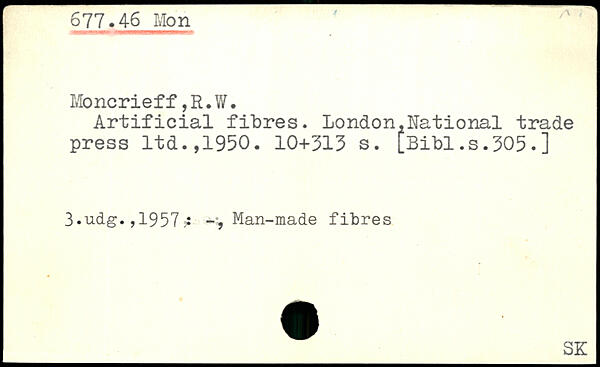 677.46 Mon
Moncrieff,R.W.
Artificial fibres. London,National trade
press ltd.,1950. 10+313 s. [Bibl.s.305.]
3.udg.,1957: -, Man-made fibres
SK